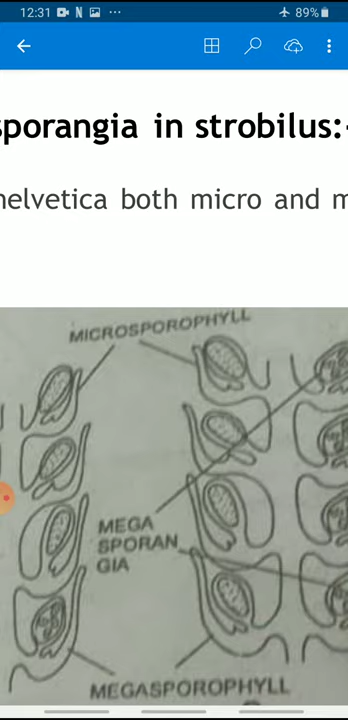 12:31 N ... 89%
sporangia in strobilus:-
helvetica both micro and m
MICROSPOROPHYLL
MEGA
SPORAN
GIA
MEGASPOROPHYLL